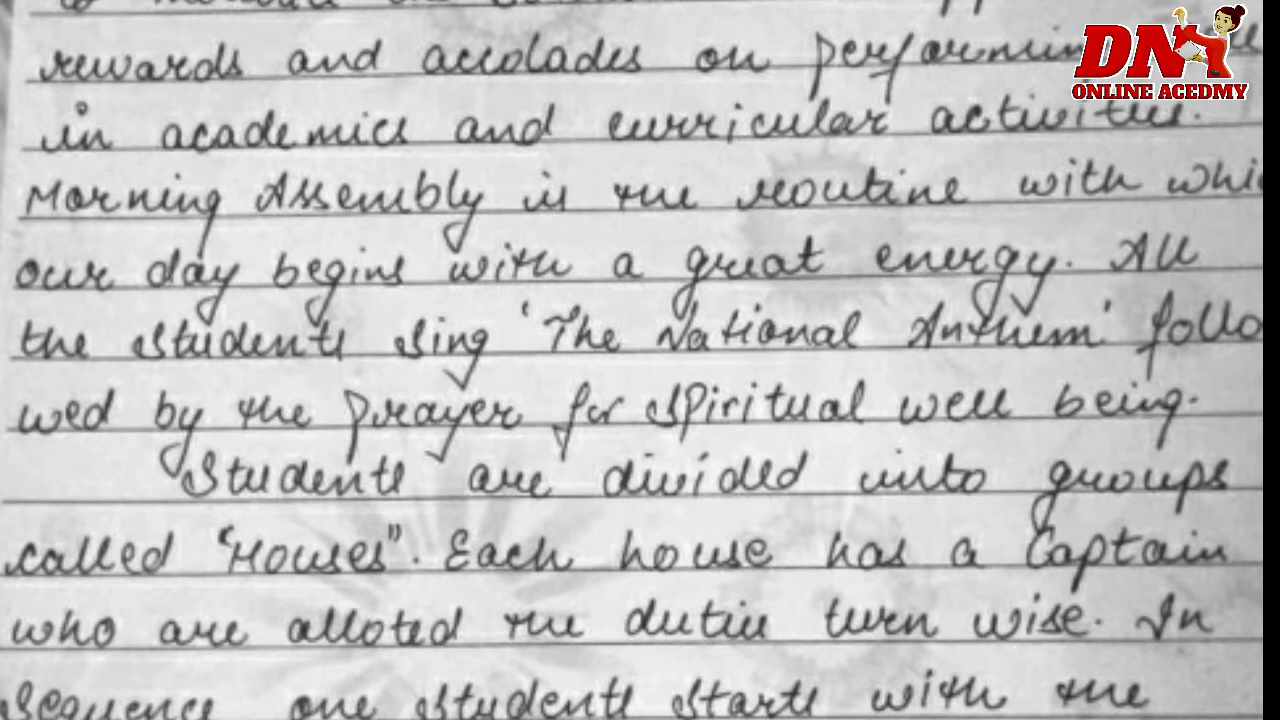 rewards and accolades on performin
in academics and curricular activities.
Morning Assembly is the routine with whi
our day begins with a great energy. All
the students sing 'The National Anthem' follo
wed by the prayer for spiritual well being.
Students are divided into groups
called "Houses". Each house has a Captain
who are alloted the duties turn wise. In
sequence one students starts with the
DN
ONLINE ACEDMY